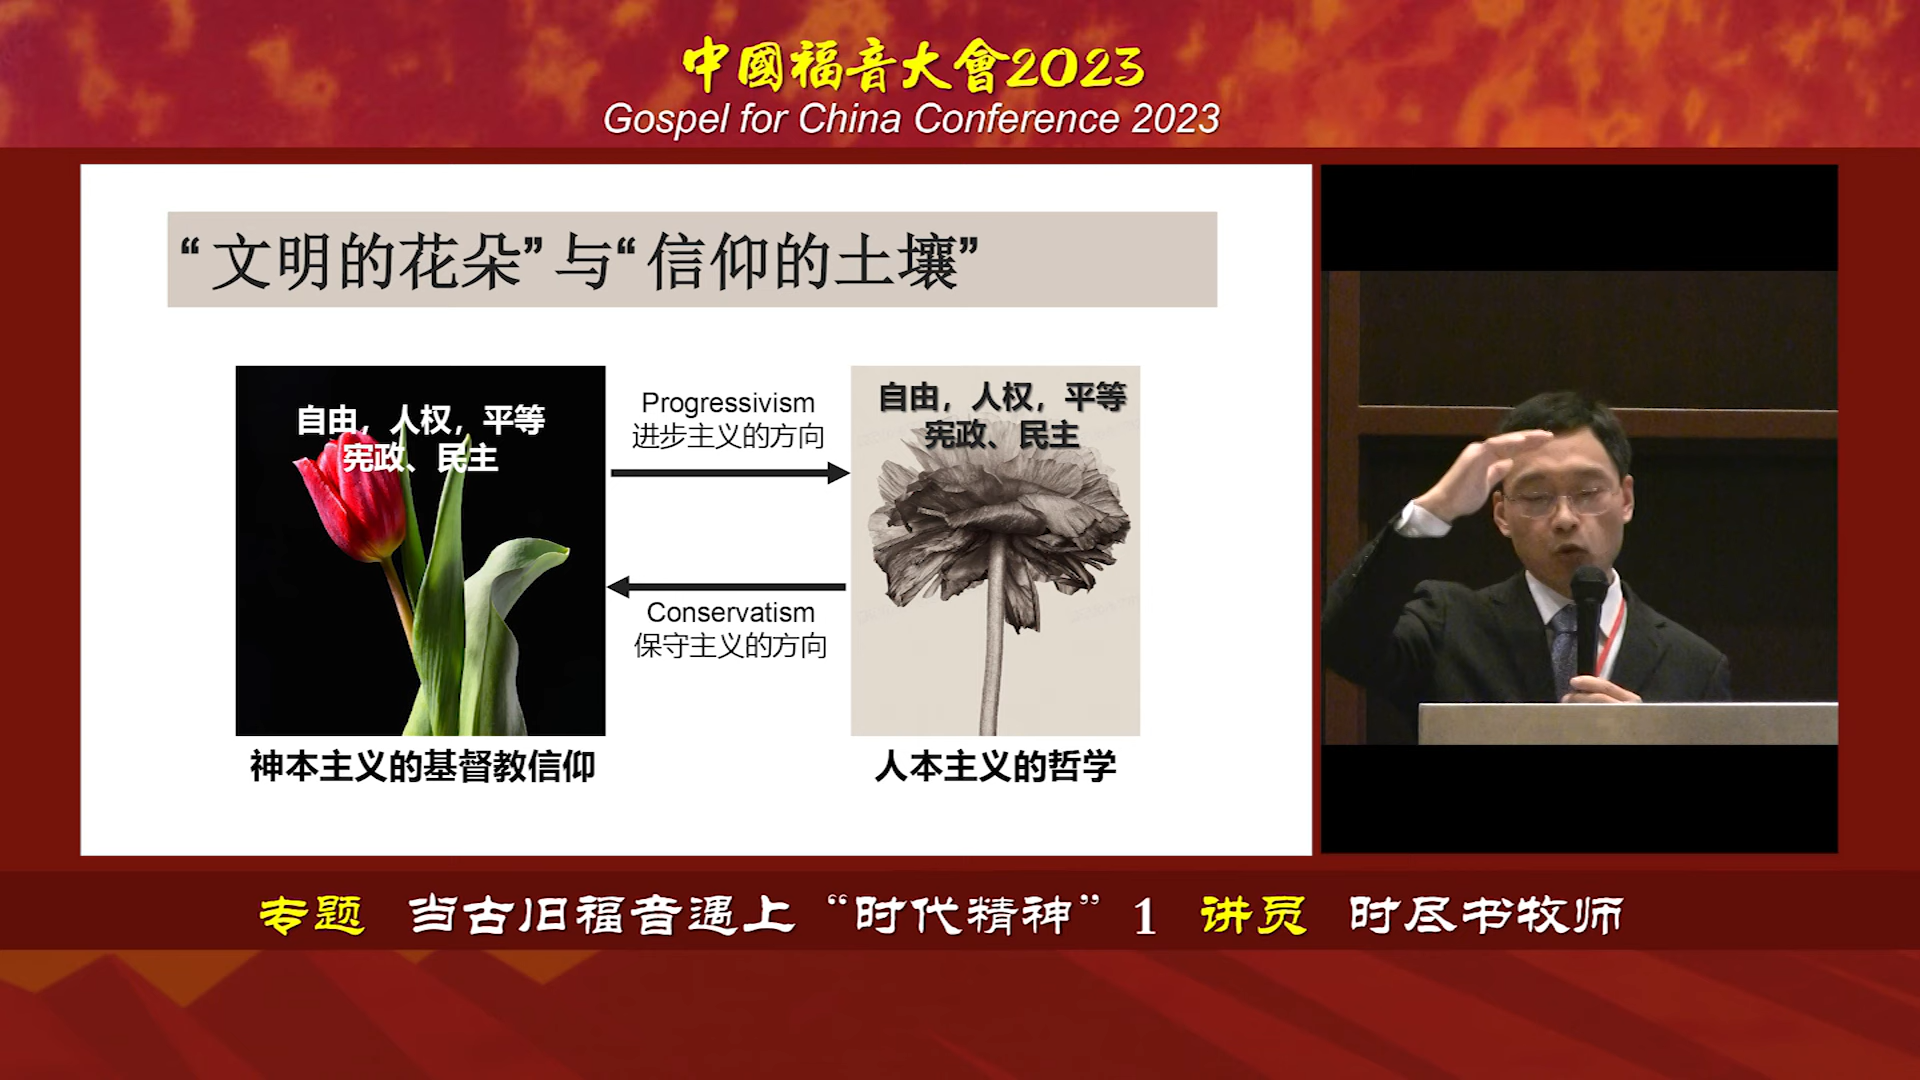 中國福音大會2023
Gospel for China Conference 2023
“文明的花朵”与“信仰的土壤”
自由，人权，平等
宪政、民主
Progressivism
进步主义的方向
Conservatism
保守主义的方向
自由，人权，平等
宪政、民主
神本主义的基督教信仰
人本主义的哲学
专题 当古旧福音遇上“时代精神”1 讲员 时尽书牧师